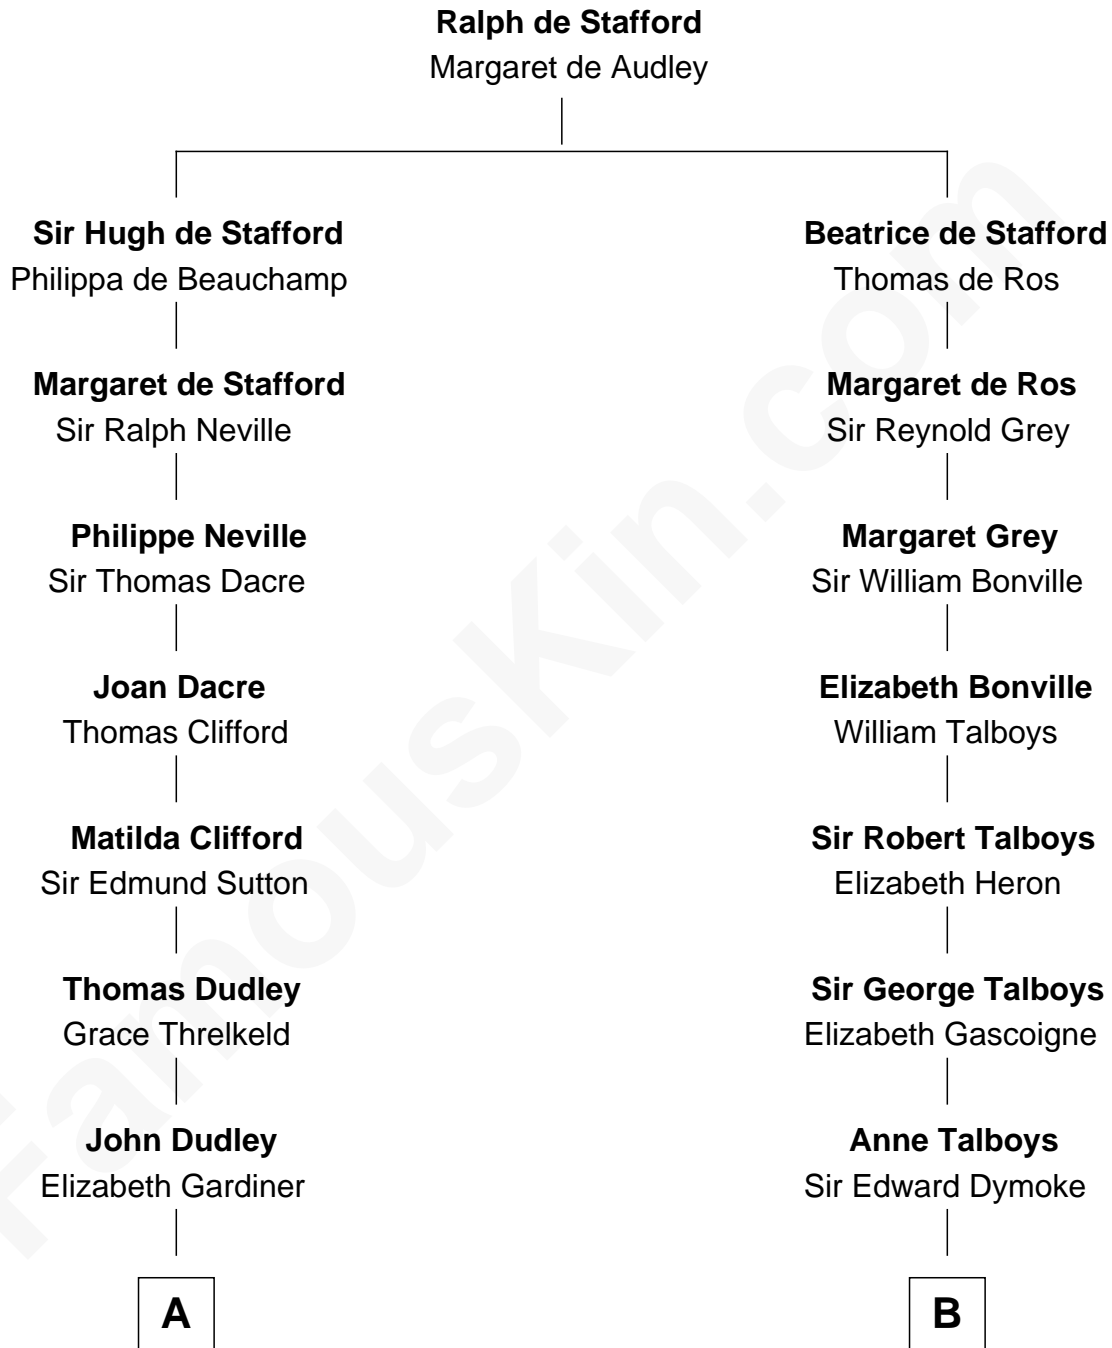 Ralph de Stafford
Margaret de Audley
Sir Hugh de Stafford
Philippa de Beauchamp
Beatrice de Stafford
Thomas de Ros
Margaret de Stafford
Sir Ralph Neville
Margaret de Ros
Sir Reynold Grey
Philippe Neville
Sir Thomas Dacre
Margaret Grey
Sir William Bonville
Joan Dacre
Thomas Clifford
Elizabeth Bonville
William Talboys
Matilda Clifford
Sir Edmund Sutton
Sir Robert Talboys
Elizabeth Heron
Thomas Dudley
Grace Threlkeld
Sir George Talboys
Elizabeth Gascoigne
John Dudley
Elizabeth Gardiner
Anne Talboys
Sir Edward Dymoke
A
B
FamousKin.com